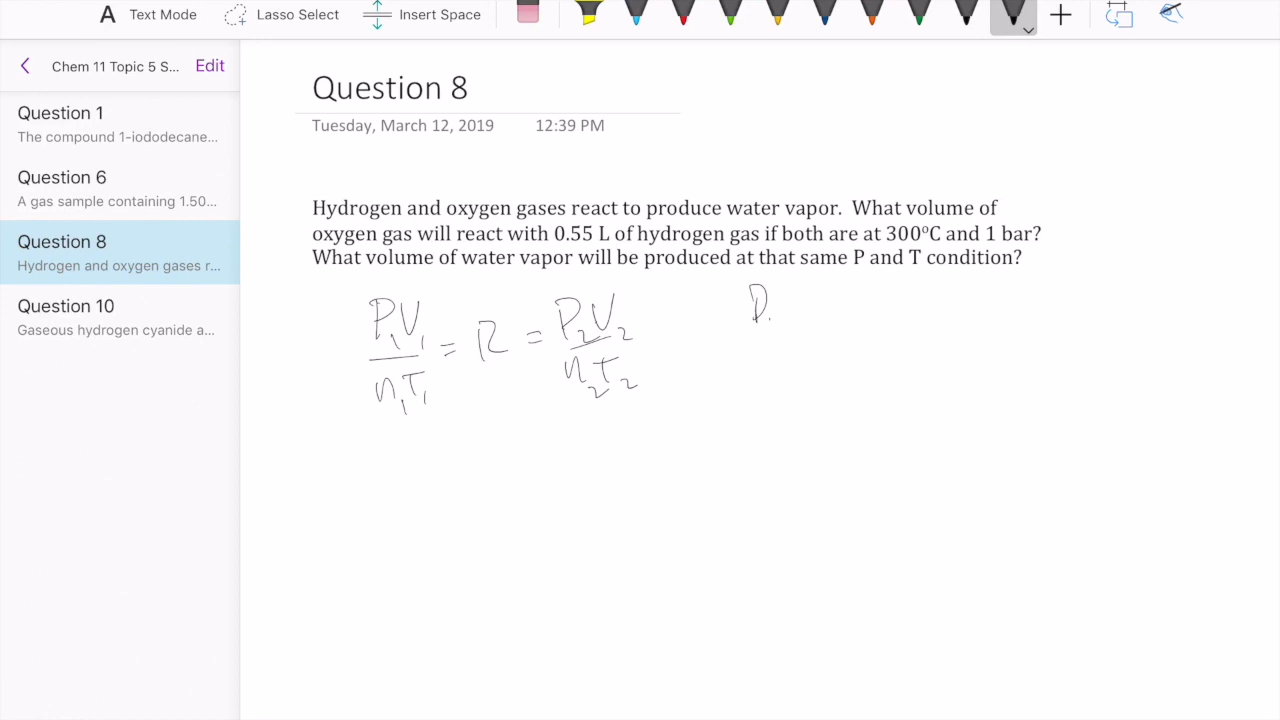 A Text Mode Lasso Select Insert Space
Chem 11 Topic 5 S... Edit
Question 1
The compound 1-iododecane...
Question 6
A gas sample containing 1.50...
Question 8
Hydrogen and oxygen gases r...
Question 10
Gaseous hydrogen cyanide a...
Question 8
Tuesday, March 12, 2019 12:39 PM
Hydrogen and oxygen gases react to produce water vapor. What volume of
oxygen gas will react with 0.55 L of hydrogen gas if both are at 300°C and 1 bar?
What volume of water vapor will be produced at that same P and T condition?
P₁V₁/n₁T₁ = R = P₂V₂/n₂T₂